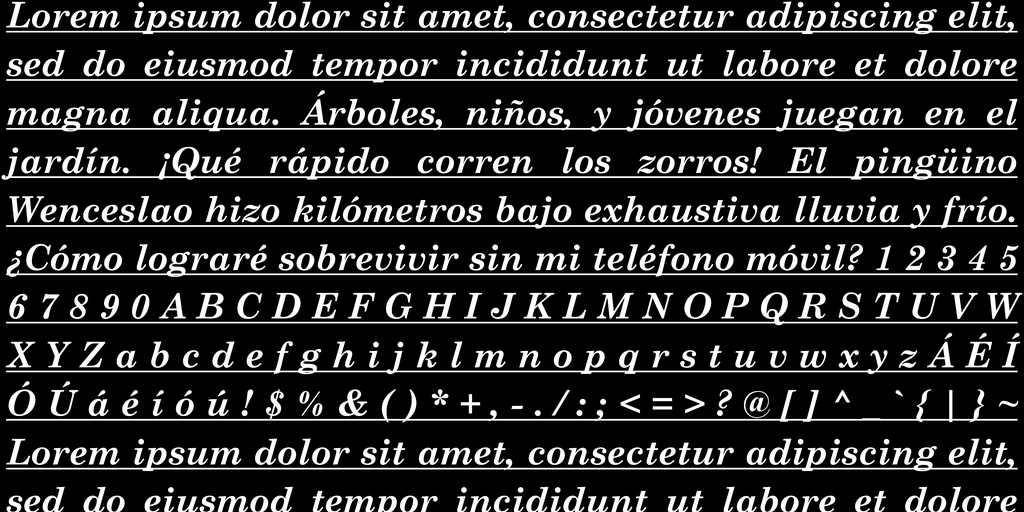 Lorem ipsum dolor sit amet, consectetur adipiscing elit,
sed do eiusmod tempor incididunt ut labore et dolore
magna aliqua. Árboles, niños, y jóvenes juegan en el
jardín. ¡Qué rápido corren los zorros! El pingüino
Wenceslao hizo kilómetros bajo exhaustiva lluvia y frío.
¿Cómo lograré sobrevivir sin mi teléfono móvil? 1 2 3 4 5
6 7 8 9 0 A B C D E F G H I J K L M N O P Q R S T U V W
X Y Z a b c d e f g h i j k l m n o p q r s t u v w x y z Á É Í
Ó Ú á é í ó ú ! $ % & ( ) * + , - . / : ; < = > ? @ [ ] ^ _ ` { | } ~
Lorem ipsum dolor sit amet, consectetur adipiscing elit,
sed do eiusmod tempor incididunt ut labore et dolore